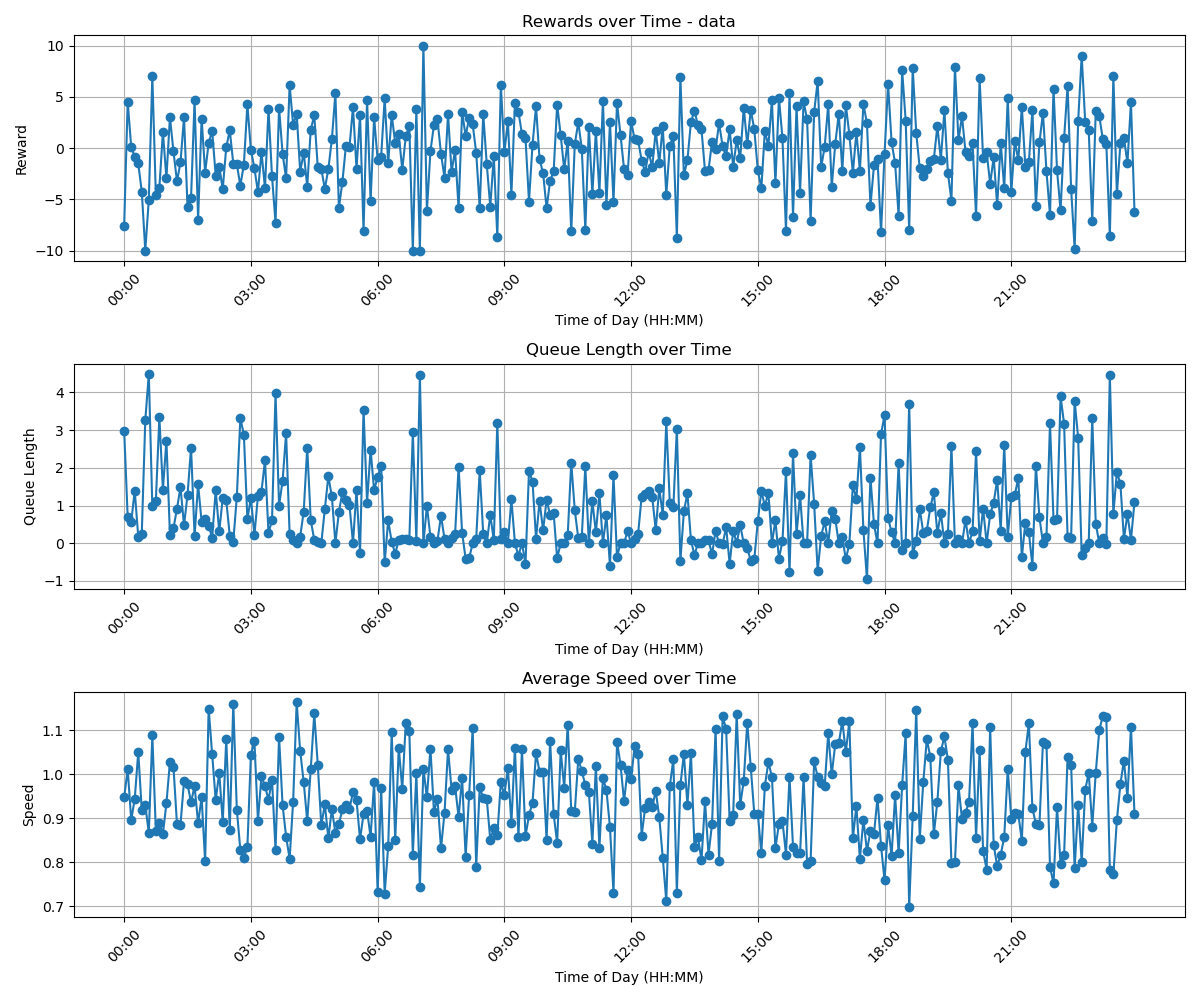 Rewards over Time - data
Reward
10
5
0
−5
−10
00:00 03:00 06:00 09:00 12:00 15:00 18:00 21:00
Time of Day (HH:MM)
Queue Length over Time
Queue Length
4
3
2
1
0
−1
00:00 03:00 06:00 09:00 12:00 15:00 18:00 21:00
Time of Day (HH:MM)
Average Speed over Time
Speed
1.1
1.0
0.9
0.8
0.7
00:00 03:00 06:00 09:00 12:00 15:00 18:00 21:00
Time of Day (HH:MM)